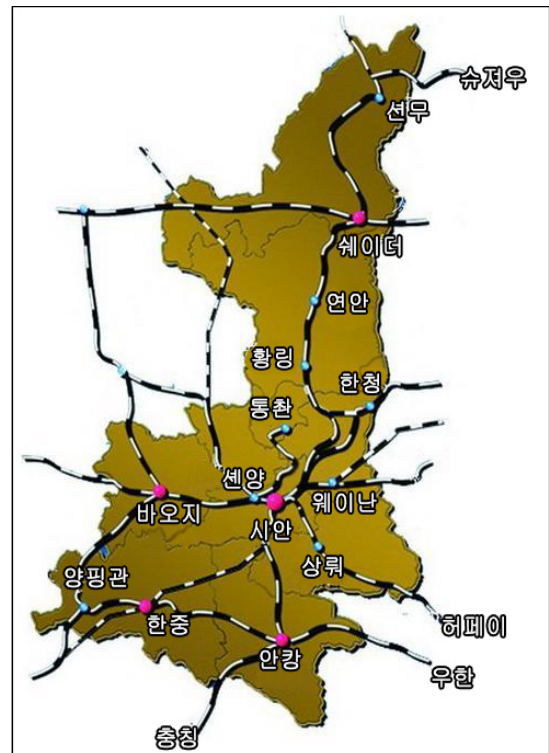 슈저우
션무
쉐이더
연안
황링
한청
통촨
셴양
웨이난
바오지
시안
상뤄
양핑관
한중
허페이
안캉
우한
충칭